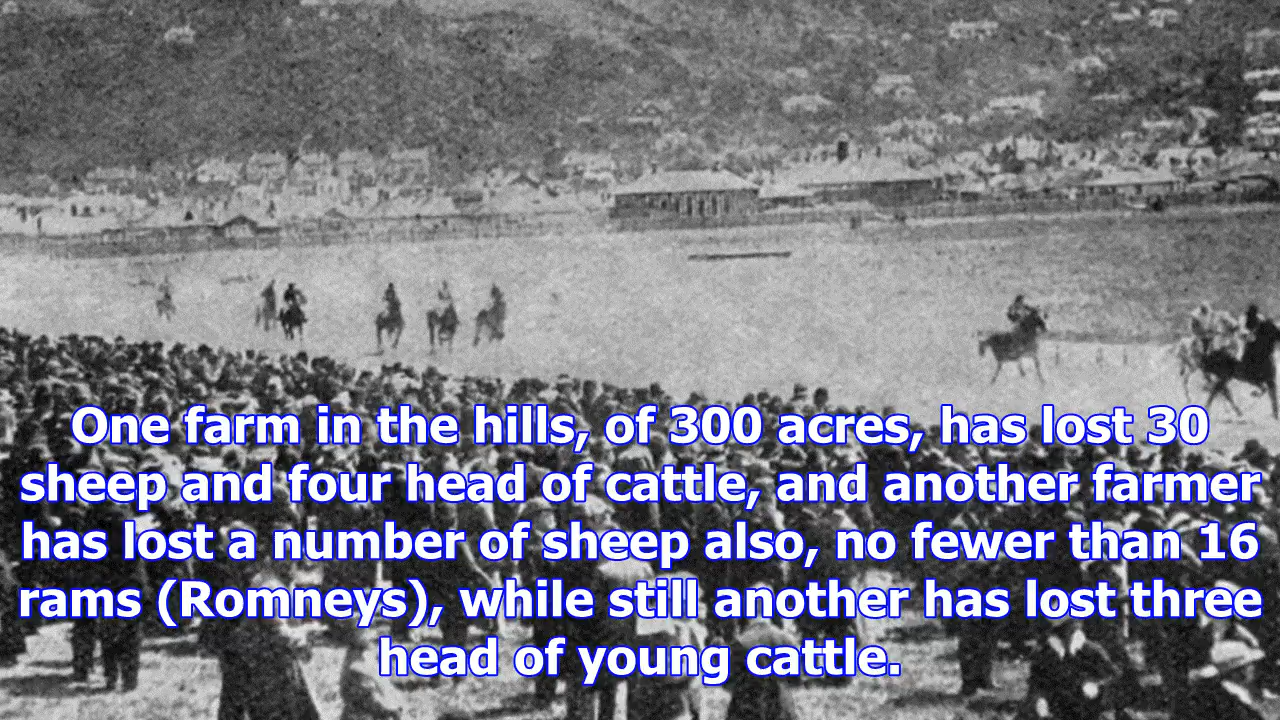 One farm in the hills, of 300 acres, has lost 30
sheep and four head of cattle, and another farmer
has lost a number of sheep also, no fewer than 16
rams (Romneys), while still another has lost three
head of young cattle.